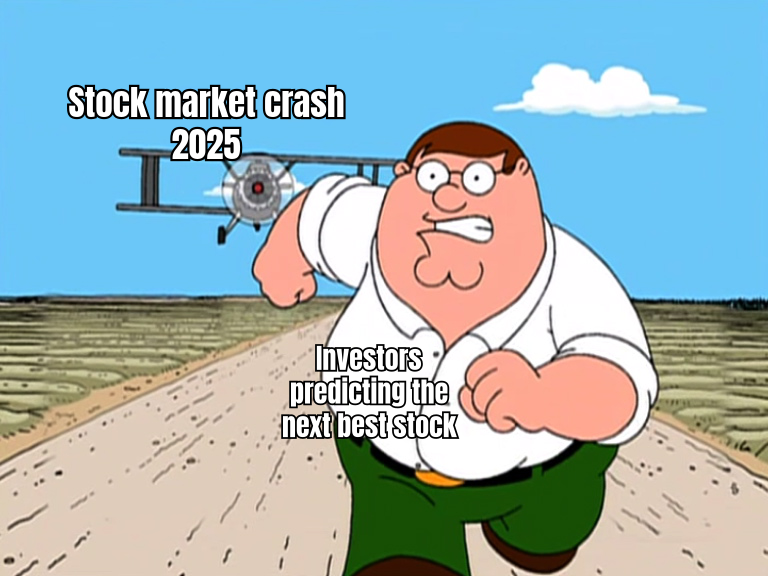 Stock market crash
2025
Investors
predicting the
next best stock